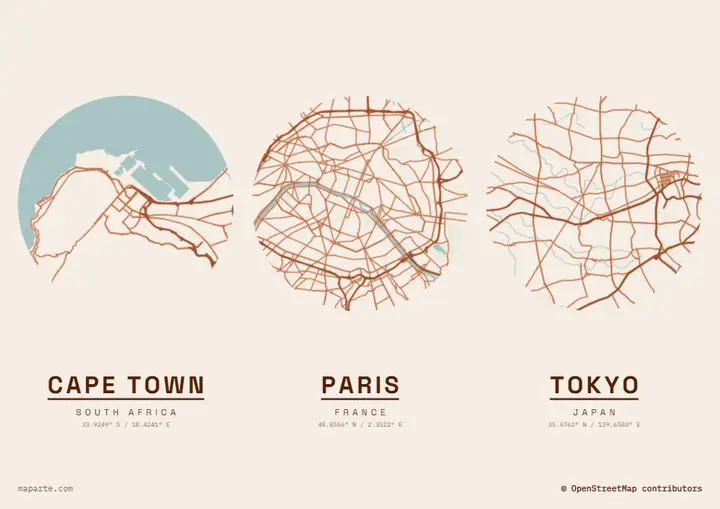 CAPE TOWN
SOUTH AFRICA
33.9249° S / 18.4241° E
PARIS
FRANCE
48.8566° N / 2.3522° E
TOKYO
JAPAN
35.6762° N / 139.6503° E
maparte.com
© OpenStreetMap contributors